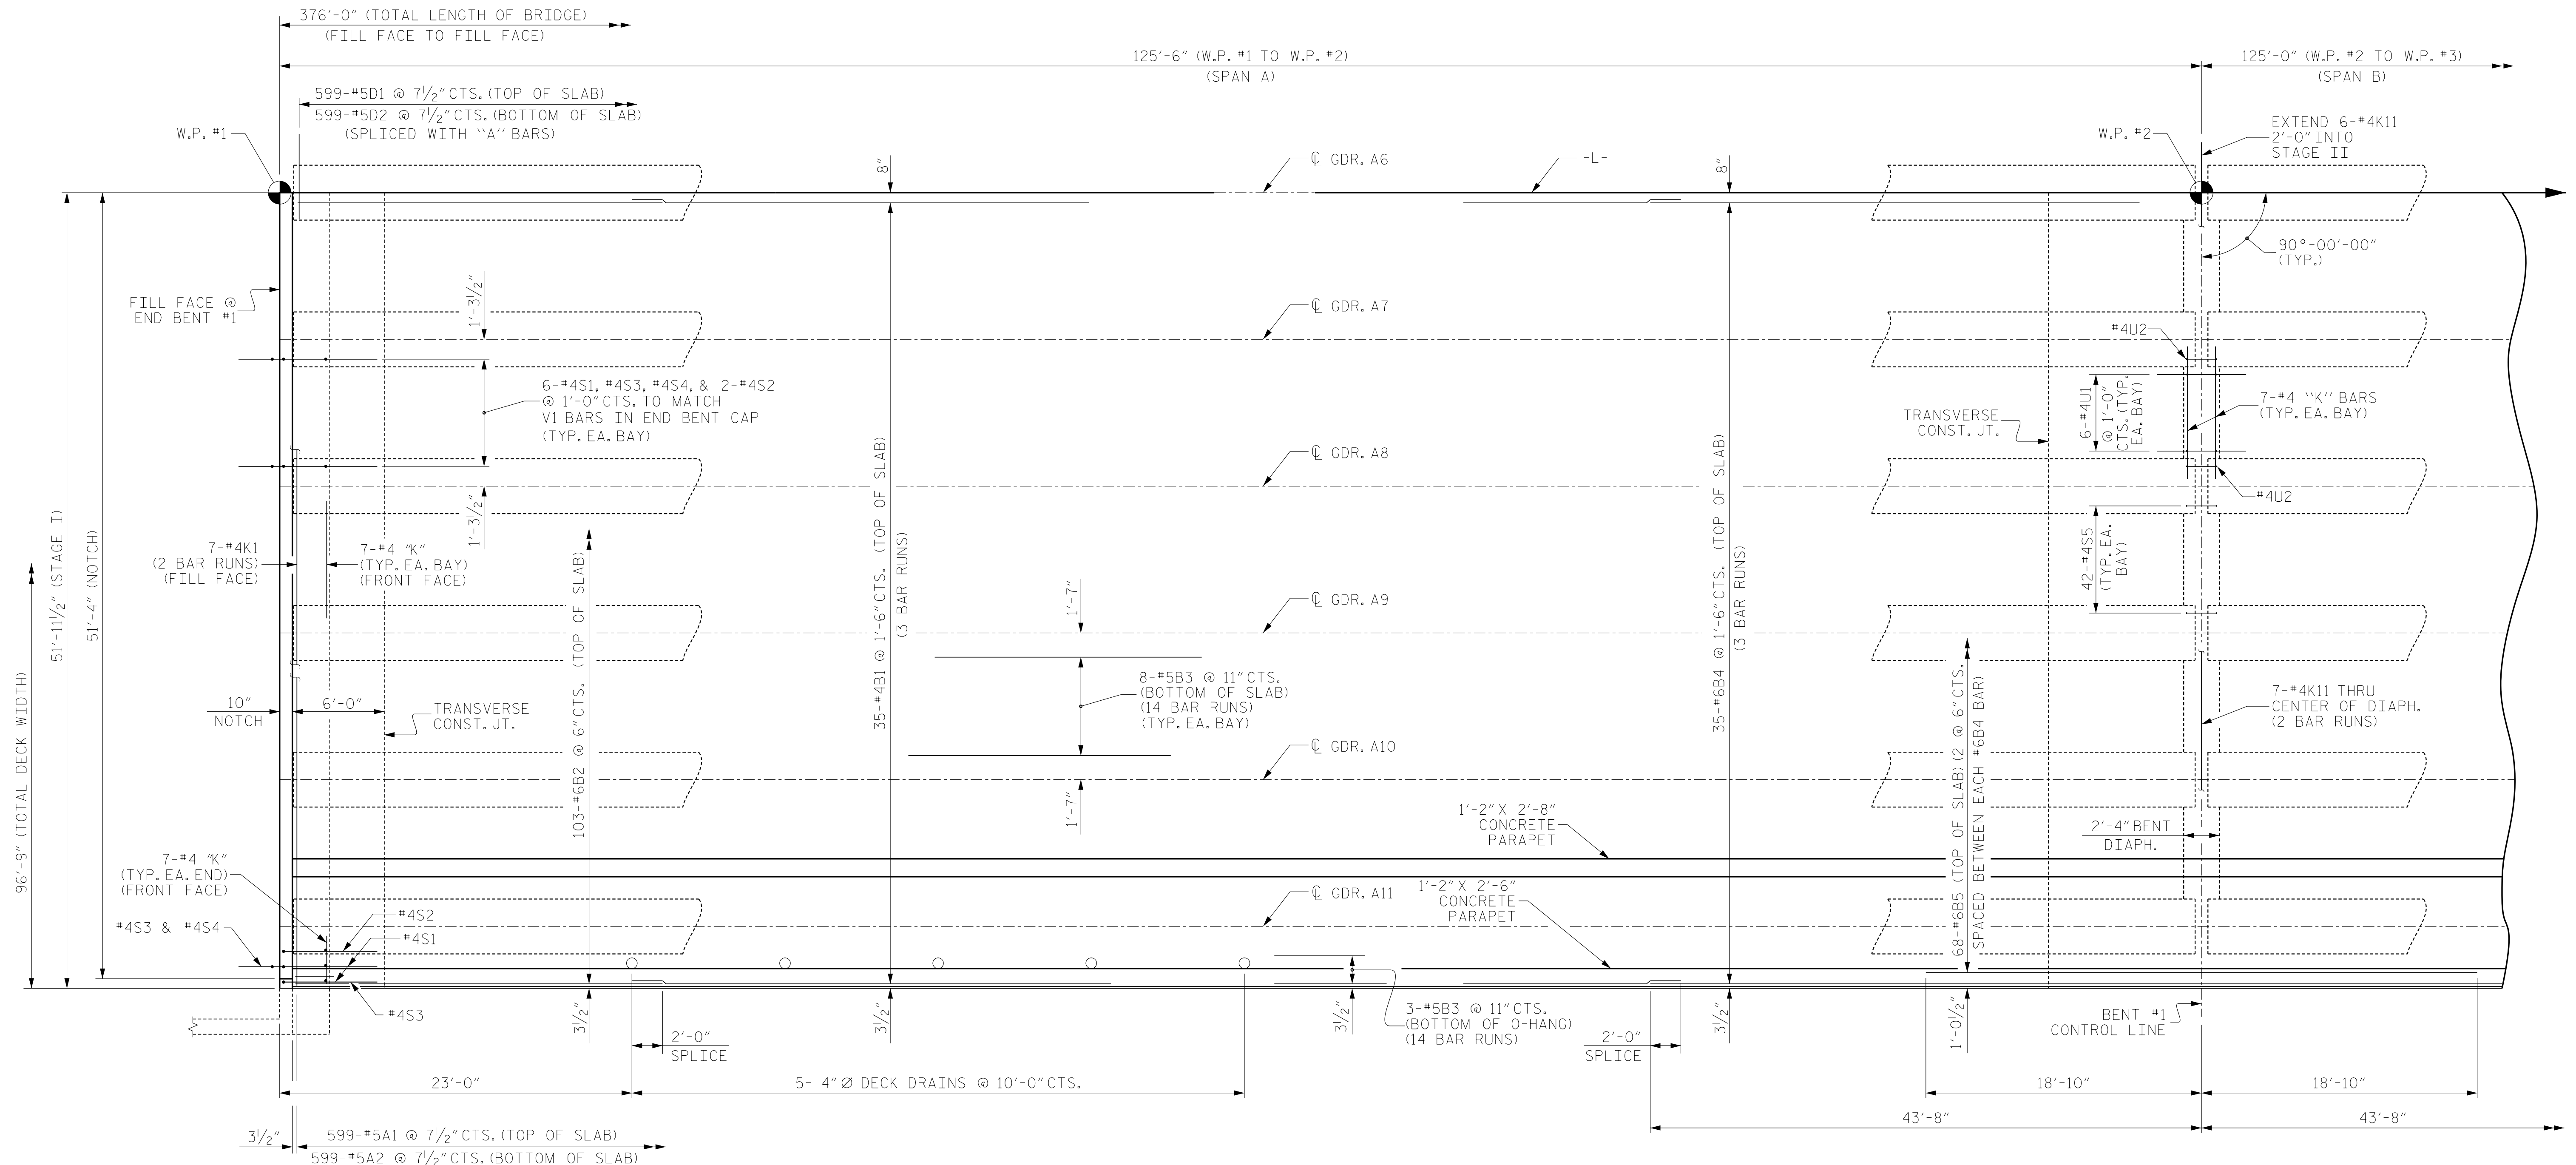 376'-0" (TOTAL LENGTH OF BRIDGE)
(FILL FACE TO FILL FACE)
125'-6" (W.P. #1 TO W.P. #2)
(SPAN A)
125'-0" (W.P. #2 TO W.P. #3)
(SPAN B)
599-#5D1 @ 7½" CTS. (TOP OF SLAB)
599-#5D2 @ 7½" CTS. (BOTTOM OF SLAB)
(SPLICED WITH "A" BARS)
W.P. #1
W.P. #2
EXTEND 6-#4K11
2'-0" INTO
STAGE II
8"
℄ GDR. A6
-L-
8"
90°-00'-00"
(TYP.)
FILL FACE @
END BENT #1
1'-3½"
℄ GDR. A7
#4U2
6-#4S1, #4S3, #4S4, & 2-#4S2
@ 1'-0" CTS. TO MATCH
V1 BARS IN END BENT CAP
(TYP. EA. BAY)
6-#4U1
@ 1'-0"
CTS. (TYP.
EA. BAY)
7-#4 "K" BARS
(TYP. EA. BAY)
TRANSVERSE
CONST. JT.
℄ GDR. A8
1'-3½"
#4U2
42-#4S5
(TYP. EA.
BAY)
7-#4K1
(2 BAR RUNS)
(FILL FACE)
7-#4 "K"
(TYP. EA. BAY)
(FRONT FACE)
51'-11½" (STAGE I)
51'-4" (NOTCH)
96'-9" (TOTAL DECK WIDTH)
103-#6B2 @ 6" CTS. (TOP OF SLAB)
35-#4B1 @ 1'-6" CTS. (TOP OF SLAB)
(3 BAR RUNS)
35-#6B4 @ 1'-6" CTS. (TOP OF SLAB)
(3 BAR RUNS)
68-#6B5 (TOP OF SLAB) (2 @ 6" CTS.
SPACED BETWEEN EACH #6B4 BAR)
1'-7"
℄ GDR. A9
8-#5B3 @ 11" CTS.
(BOTTOM OF SLAB)
(14 BAR RUNS)
(TYP. EA. BAY)
10"
NOTCH
6'-0"
TRANSVERSE
CONST. JT.
7-#4K11 THRU
CENTER OF DIAPH.
(2 BAR RUNS)
℄ GDR. A10
1'-7"
1'-2" X 2'-8"
CONCRETE
PARAPET
2'-4" BENT
DIAPH.
7-#4 "K"
(TYP. EA. END)
(FRONT FACE)
℄ GDR. A11
1'-2" X 2'-6"
CONCRETE
PARAPET
#4S2
#4S3 & #4S4
#4S1
#4S3
3½"
3½"
3½"
3½"
1'-0½"
3-#5B3 @ 11" CTS.
(BOTTOM OF O-HANG)
(14 BAR RUNS)
2'-0"
SPLICE
2'-0"
SPLICE
BENT #1
CONTROL LINE
23'-0"
5- 4"Ø DECK DRAINS @ 10'-0" CTS.
18'-10"
18'-10"
43'-8"
43'-8"
3½"
599-#5A1 @ 7½" CTS. (TOP OF SLAB)
599-#5A2 @ 7½" CTS. (BOTTOM OF SLAB)